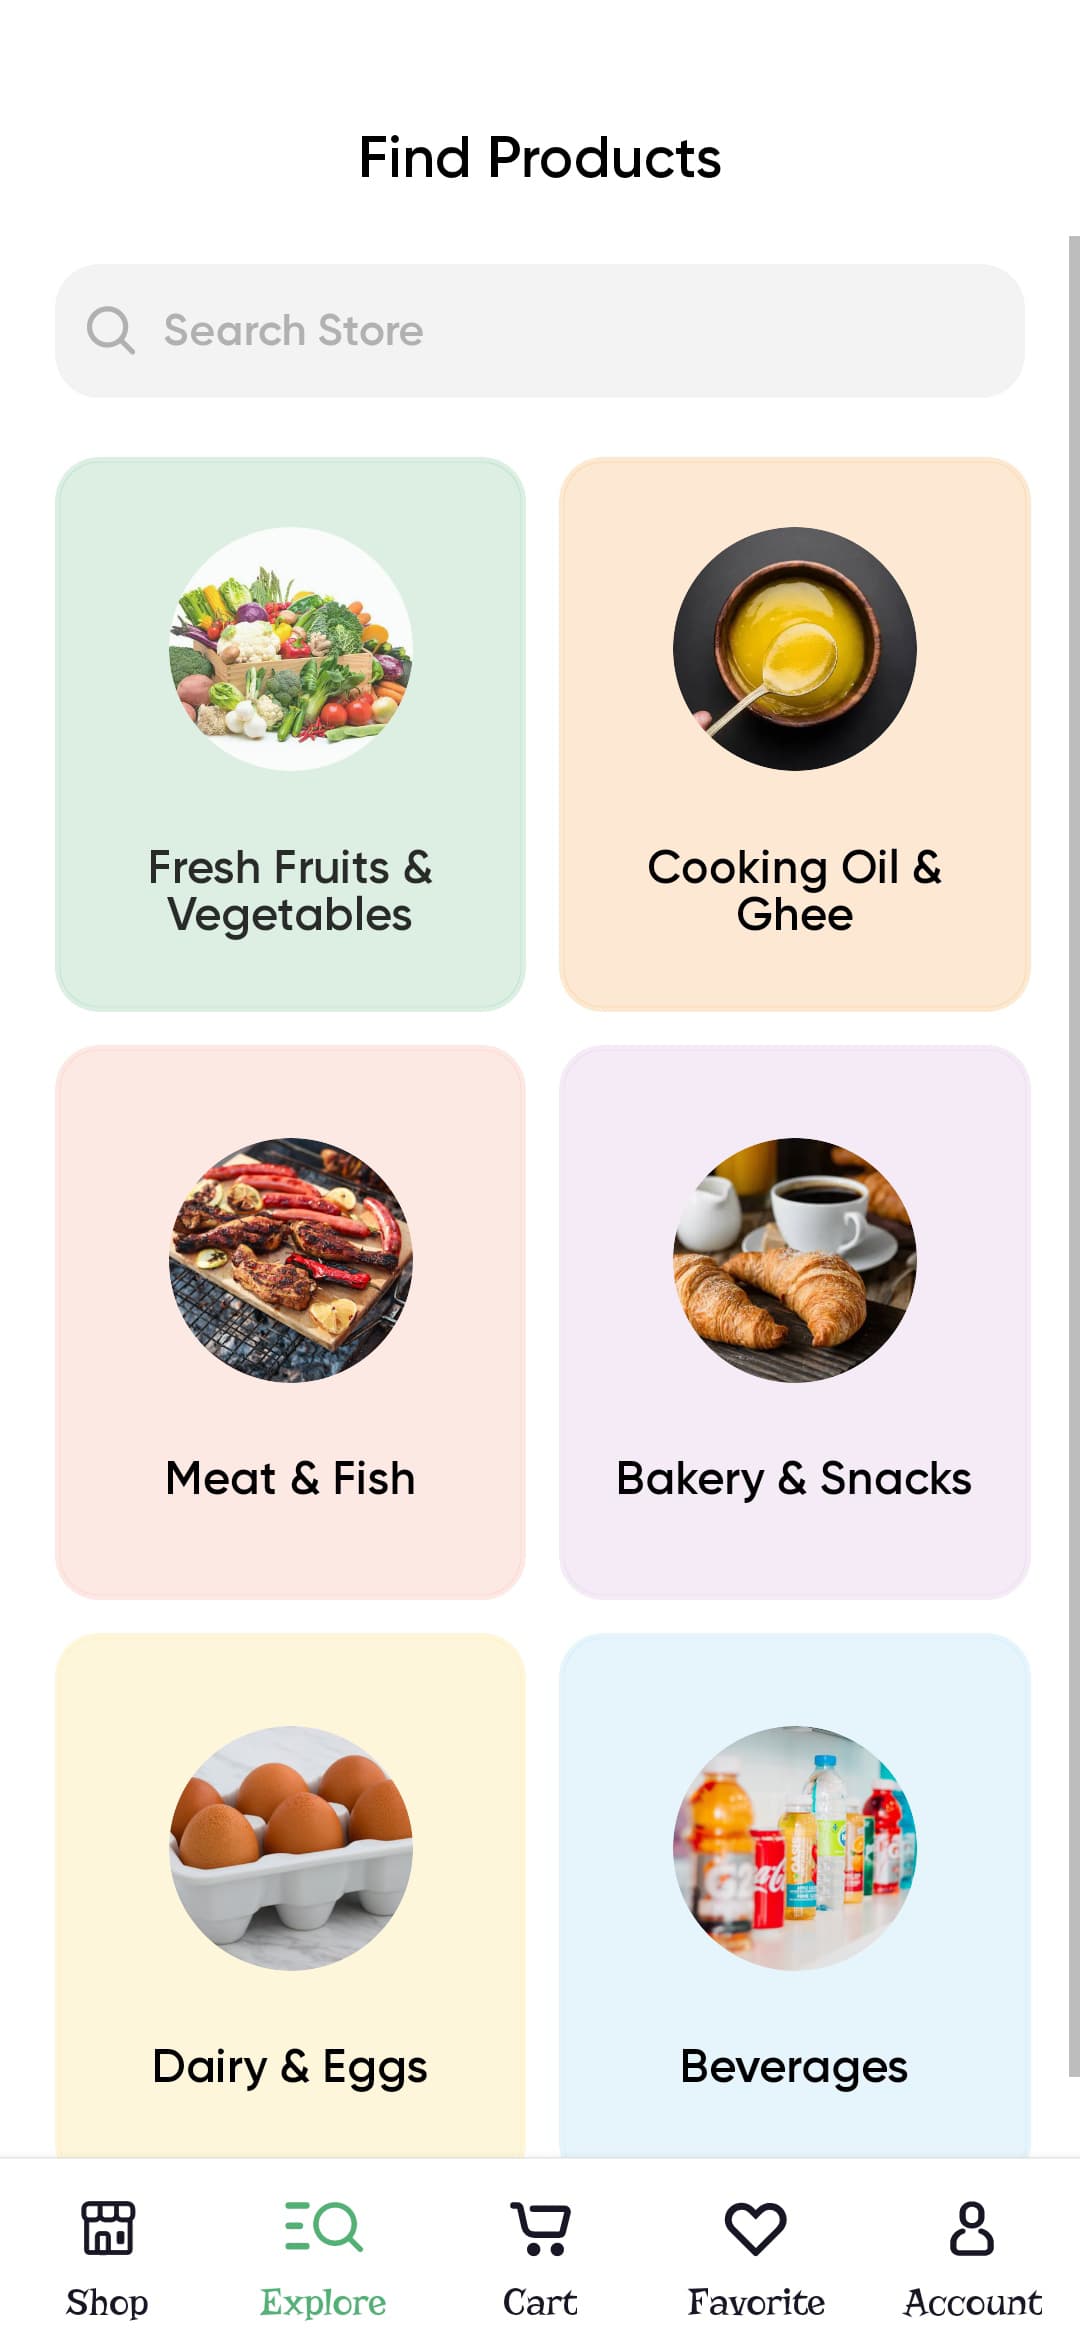 Find Products
Search Store
Fresh Fruits &
Vegetables
Cooking Oil &
Ghee
Meat & Fish
Bakery & Snacks
Dairy & Eggs
Beverages
Shop
Explore
Cart
Favorite
Account